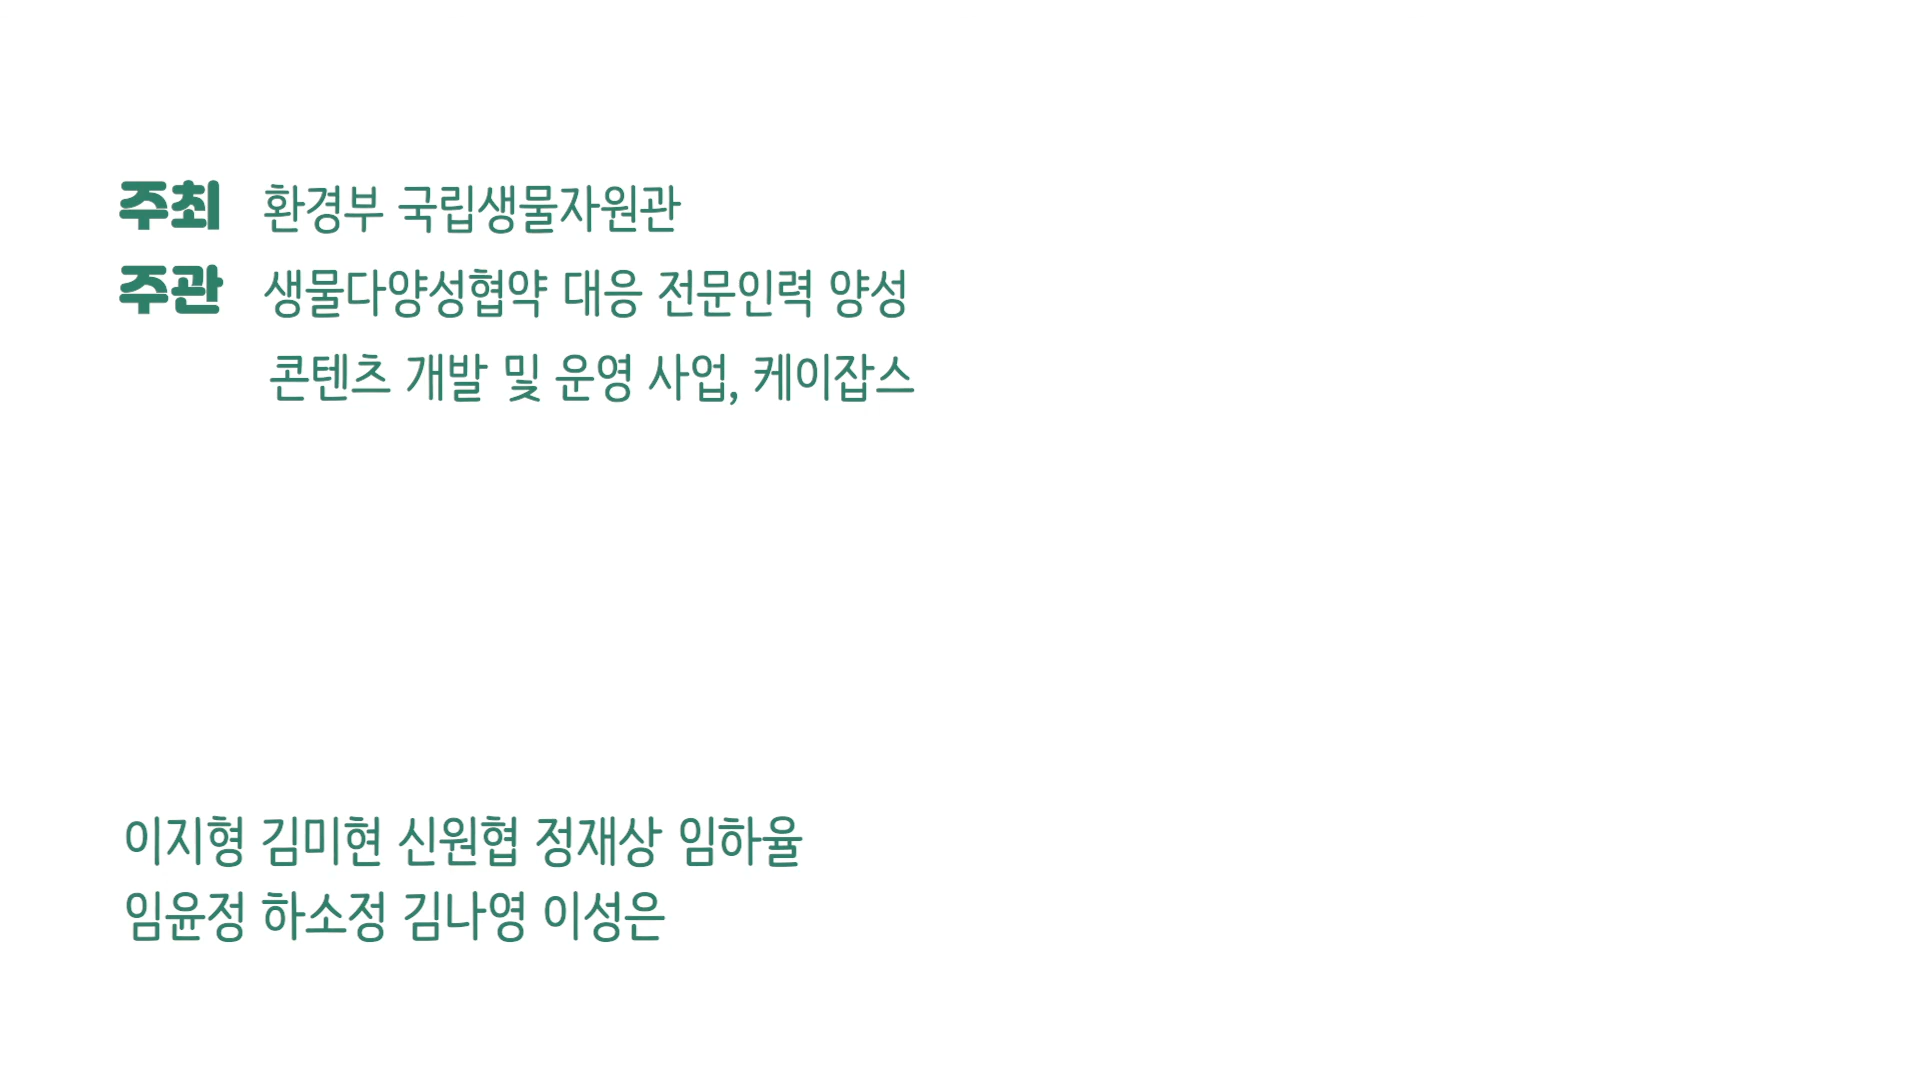 주최 환경부 국립생물자원관
주관 생물다양성협약 대응 전문인력 양성
콘텐츠 개발 및 운영 사업, 케이잡스
이지형 김미현 신원협 정재상 임하율
임윤정 하소정 김나영 이성은